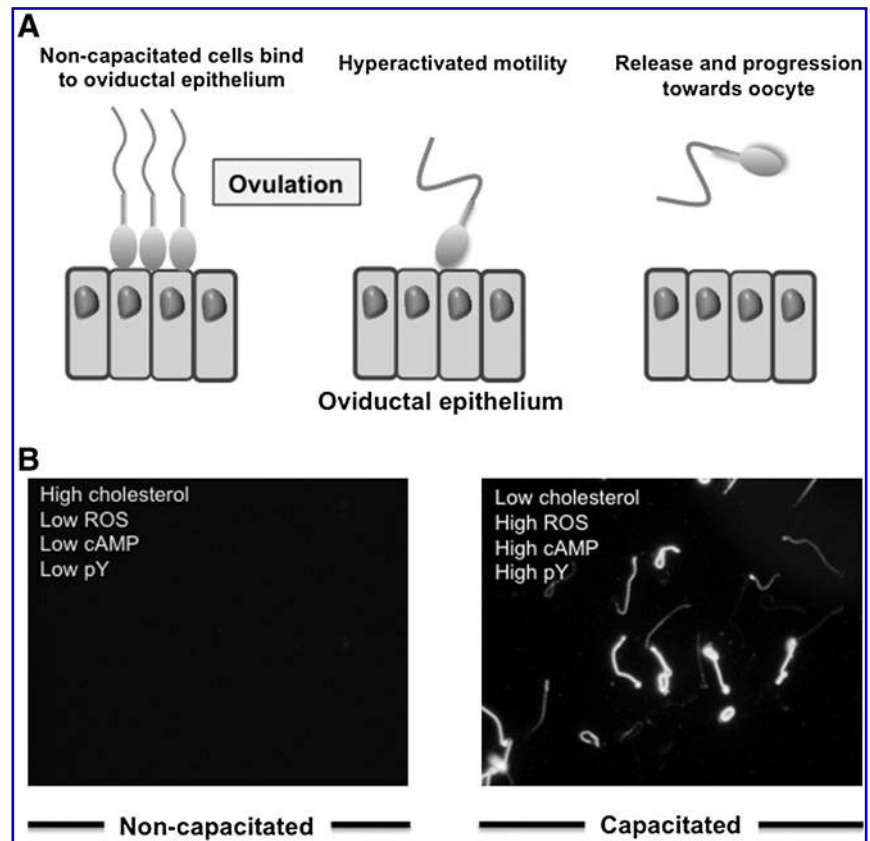 A
Non-capacitated cells bind
to oviductal epithelium
Hyperactivated motility
Release and progression
towards oocyte
Ovulation
Oviductal epithelium
B
High cholesterol
Low ROS
Low cAMP
Low pY
Low cholesterol
High ROS
High cAMP
High pY
Non-capacitated
Capacitated